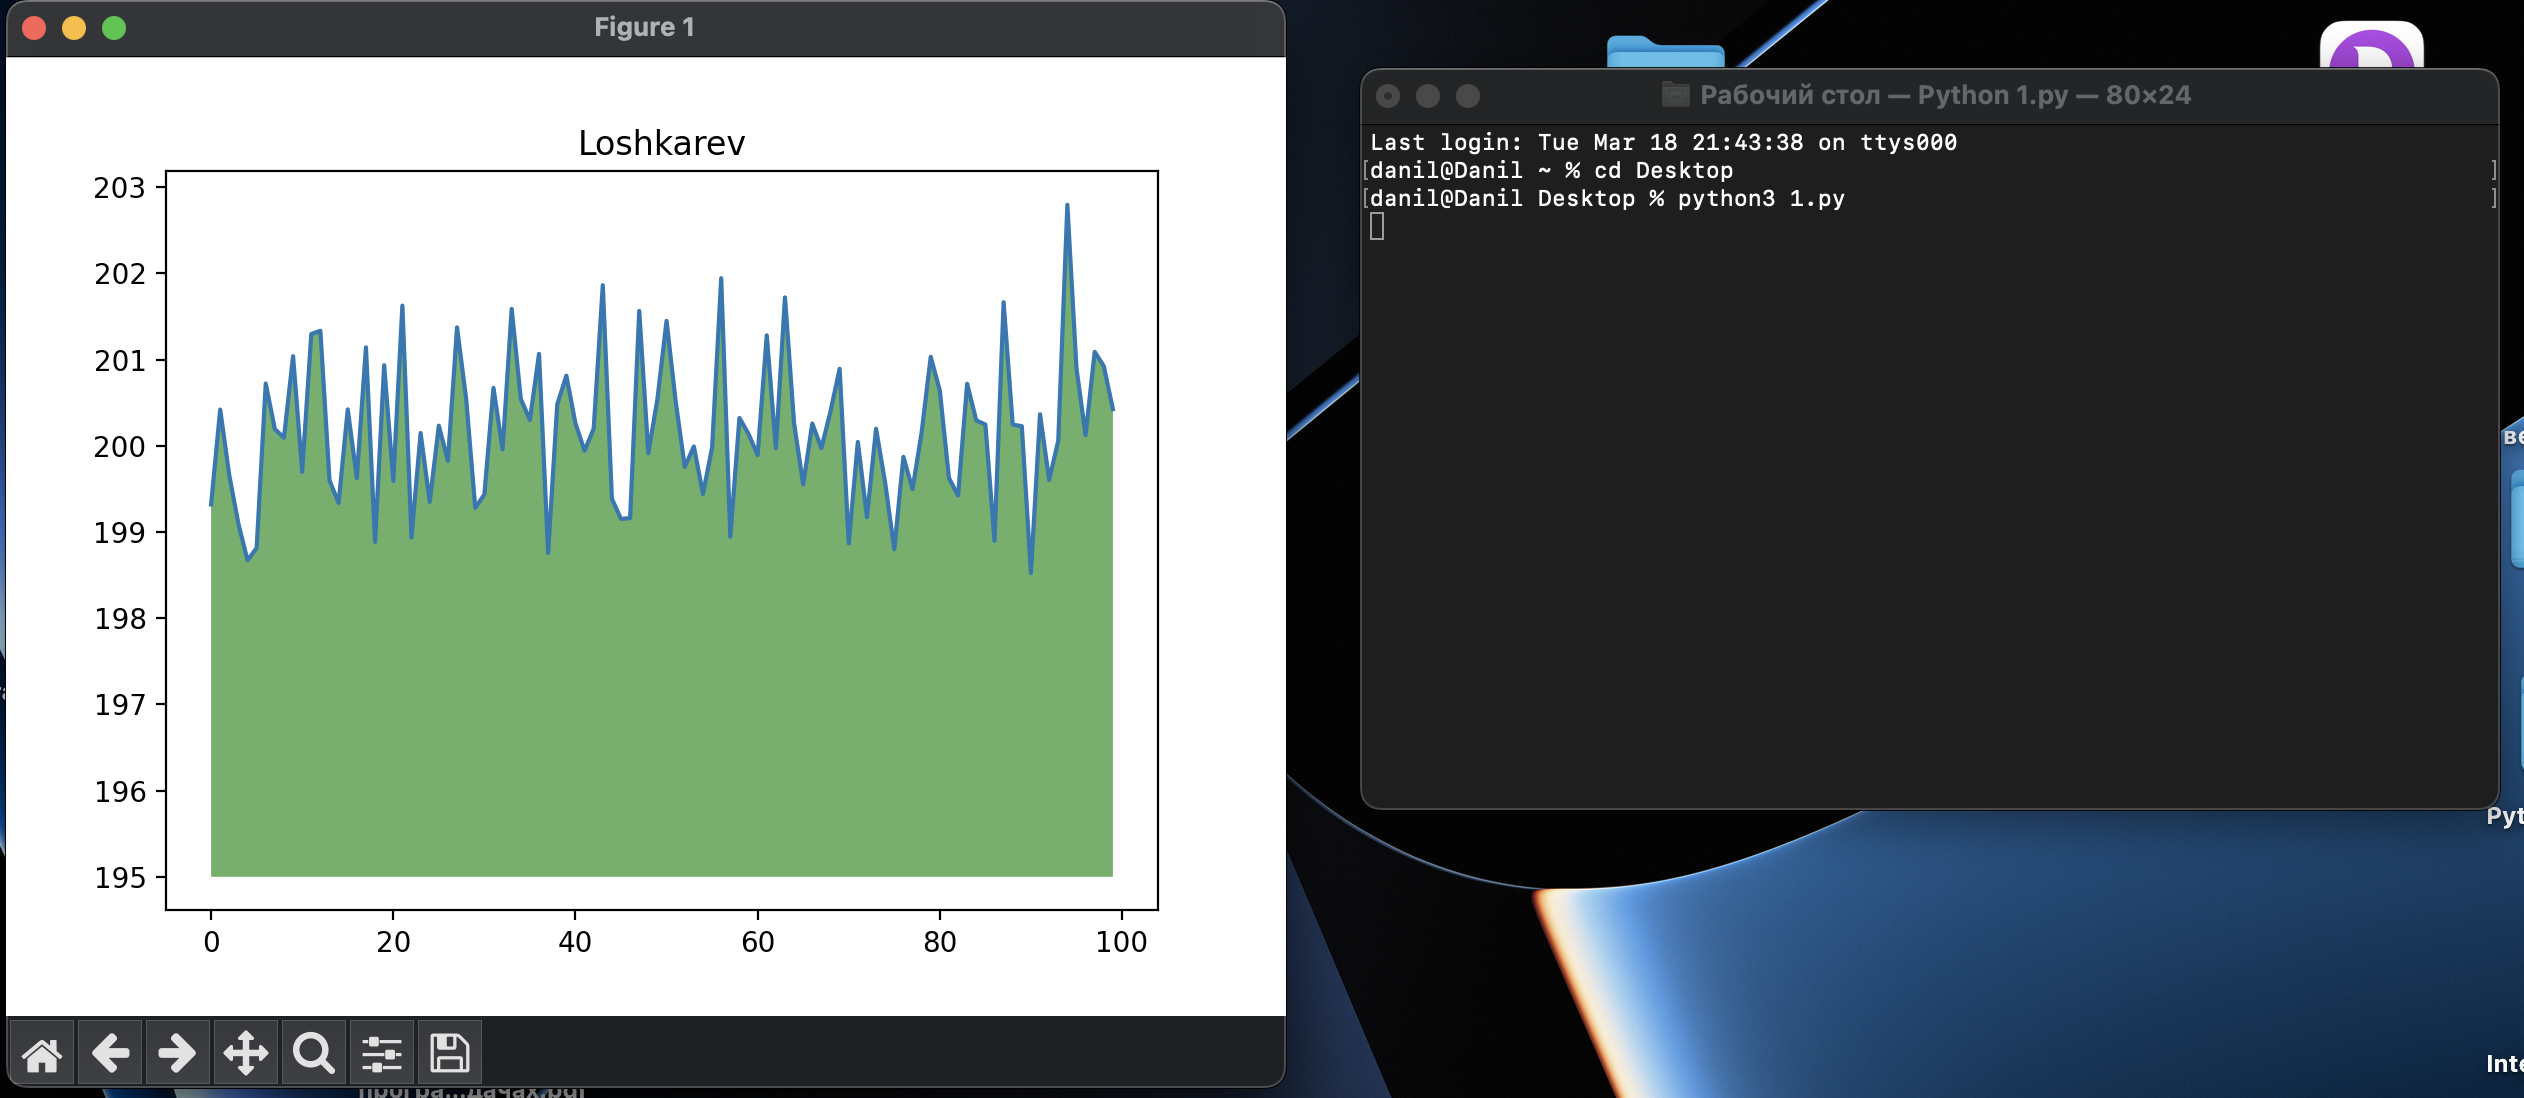 Figure 1
Loshkarev
203
202
201
200
199
198
197
196
195
0 20 40 60 80 100
Рабочий стол — Python 1.py — 80×24
Last login: Tue Mar 18 21:43:38 on ttys000
[danil@Danil ~ % cd Desktop ]
[danil@Danil Desktop % python3 1.py ]
ве
Pyt
Inte